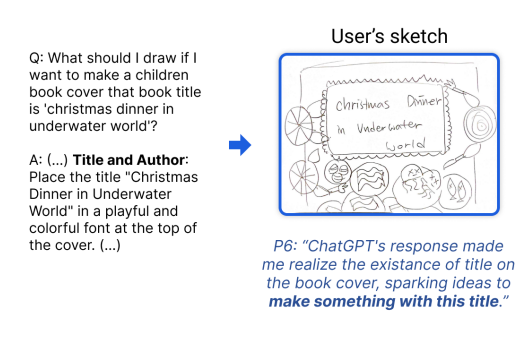 User's sketch
Q: What should I draw if I
want to make a children
book cover that book title
is 'christmas dinner in
underwater world'?
A: (...) Title and Author:
Place the title "Christmas
Dinner in Underwater
World" in a playful and
colorful font at the top of
the cover. (...)
Christmas Dinner
in Underwater
World
P6: “ChatGPT's response made
me realize the existance of title on
the book cover, sparking ideas to
make something with this title.”